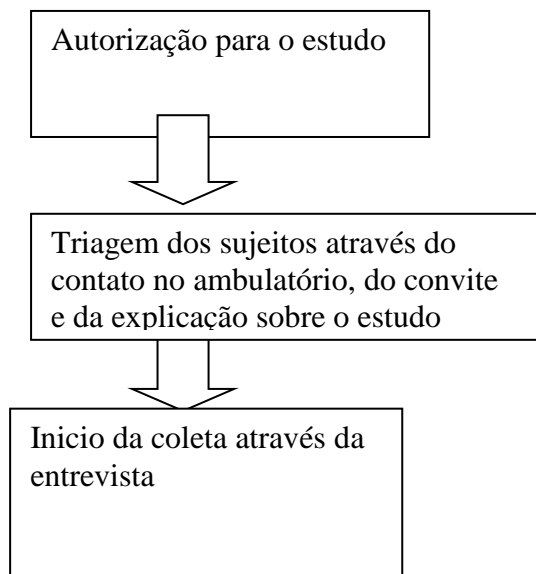 Autorização para o estudo
Triagem dos sujeitos através do
contato no ambulatório, do convite
e da explicação sobre o estudo
Inicio da coleta através da
entrevista